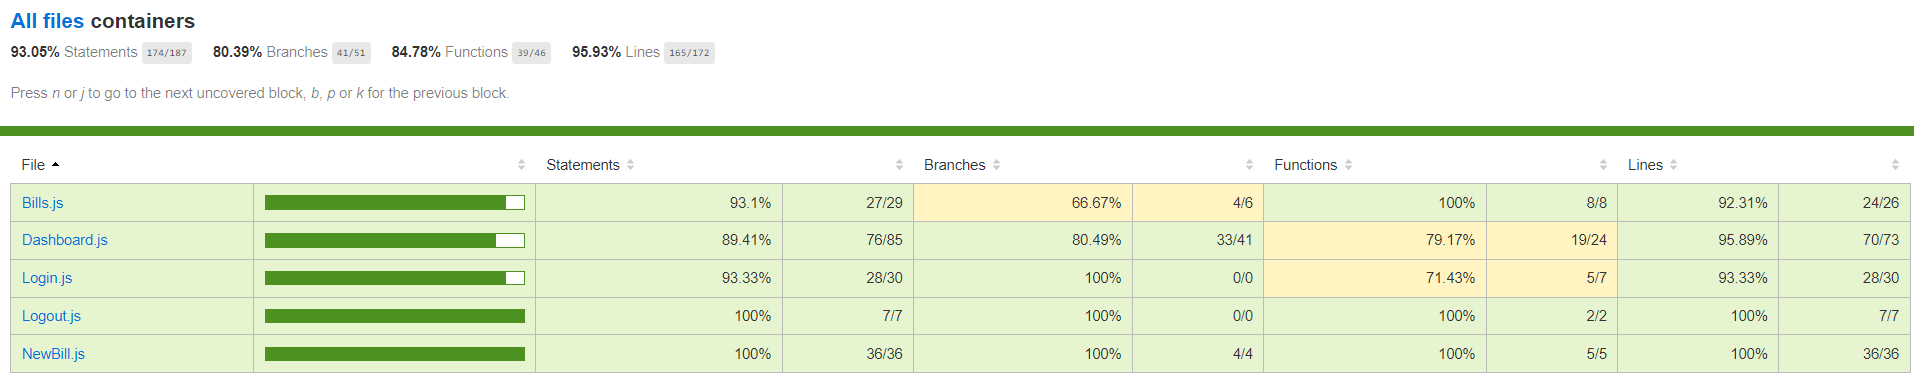 All files containers
93.05% Statements 174/187 80.39% Branches 41/51 84.78% Functions 39/46 95.93% Lines 165/172
Press n or j to go to the next uncovered block, b, p or k for the previous block.
File Statements Branches Functions Lines
Bills.js 93.1% 27/29 66.67% 4/6 100% 8/8 92.31% 24/26
Dashboard.js 89.41% 76/85 80.49% 33/41 79.17% 19/24 95.89% 70/73
Login.js 93.33% 28/30 100% 0/0 71.43% 5/7 93.33% 28/30
Logout.js 100% 7/7 100% 0/0 100% 2/2 100% 7/7
NewBill.js 100% 36/36 100% 4/4 100% 5/5 100% 36/36